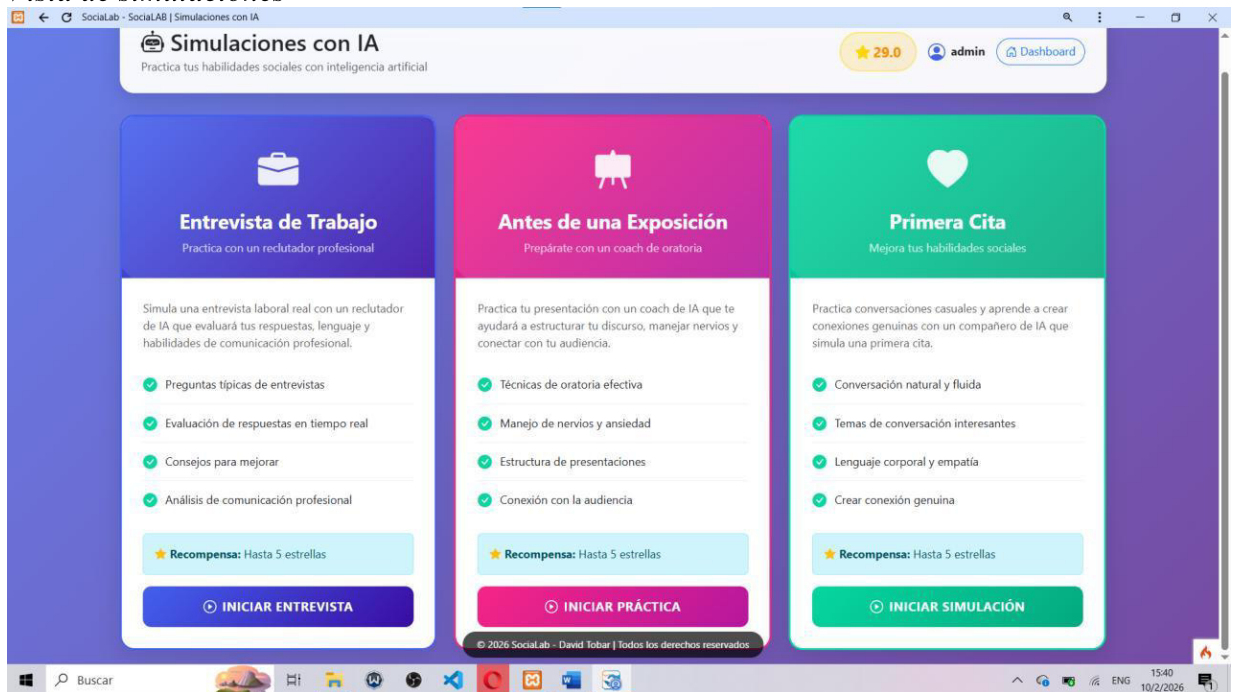 SociaLab - SociaLAB | Simulaciones con IA
Simulaciones con IA
Practica tus habilidades sociales con inteligencia artificial
29.0
admin
Dashboard
Entrevista de Trabajo
Practica con un reclutador profesional
Simula una entrevista laboral real con un reclutador
de IA que evaluará tus respuestas, lenguaje y
habilidades de comunicación profesional.
Preguntas típicas de entrevistas
Evaluación de respuestas en tiempo real
Consejos para mejorar
Análisis de comunicación profesional
Recompensa: Hasta 5 estrellas
INICIAR ENTREVISTA
Antes de una Exposición
Prepárate con un coach de oratoria
Practica tu presentación con un coach de IA que te
ayudará a estructurar tu discurso, manejar nervios y
conectar con tu audiencia.
Técnicas de oratoria efectiva
Manejo de nervios y ansiedad
Estructura de presentaciones
Conexión con la audiencia
Recompensa: Hasta 5 estrellas
INICIAR PRÁCTICA
Primera Cita
Mejora tus habilidades sociales
Practica conversaciones casuales y aprende a crear
conexiones genuinas con un compañero de IA que
simula una primera cita.
Conversación natural y fluida
Temas de conversación interesantes
Lenguaje corporal y empatía
Crear conexión genuina
Recompensa: Hasta 5 estrellas
INICIAR SIMULACIÓN
© 2026 SociaLab - David Tobar | Todos los derechos reservados
Buscar
ENG
15:40
10/2/2026